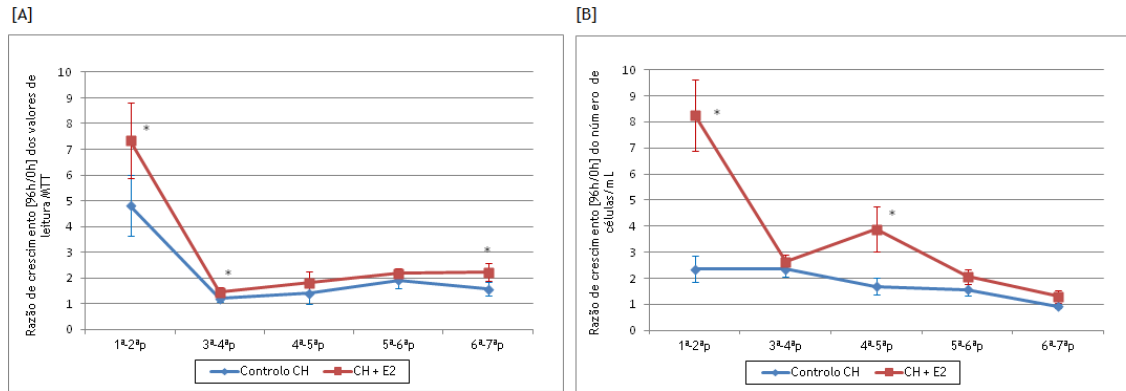 [A]
Razão de crescimento [96h/0h] dos valores de
leitura MTT
10
9
8
7
6
5
4
3
2
1
0
*
*
*
1ª-2ªp
3ª-4ªp
4ª-5ªp
5ª-6ªp
6ª-7ªp
Controlo CH
CH + E2
[B]
Razão de crescimento [96h/0h] do número de
células/mL
10
9
8
7
6
5
4
3
2
1
0
*
*
1ª-2ªp
3ª-4ªp
4ª-5ªp
5ª-6ªp
6ª-7ªp
Controlo CH
CH + E2